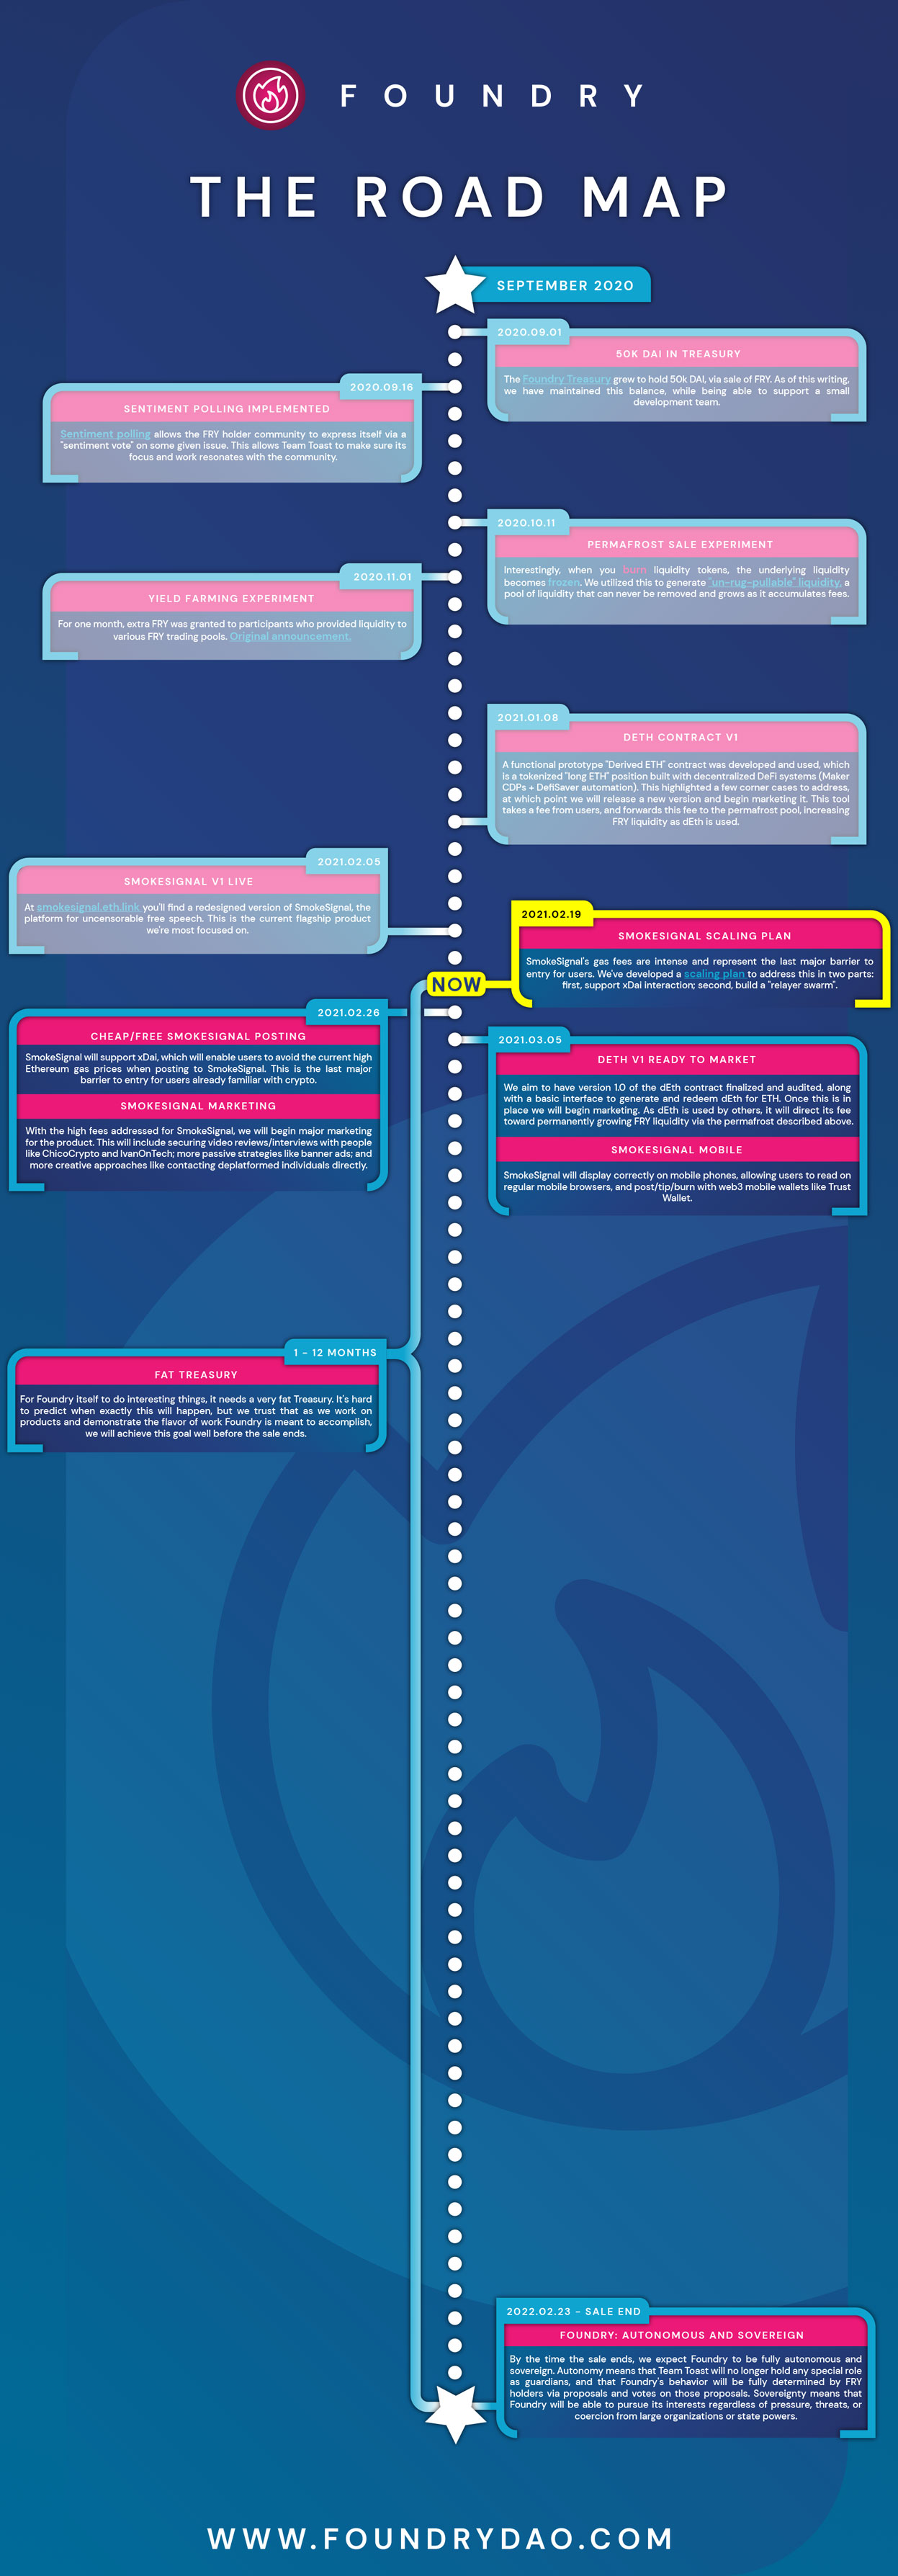 FOUNDRY
THE ROAD MAP
SEPTEMBER 2020
2020.09.01
50K DAI IN TREASURY
The Foundry Treasury grew to hold 50k DAI, via sale of FRY. As of this writing,
we have maintained this balance, while being able to support a small
development team.
2020.09.16
SENTIMENT POLLING IMPLEMENTED
Sentiment polling allows the FRY holder community to express itself via a
"sentiment vote" on some given issue. This allows Team Toast to make sure its
focus and work resonates with the community.
2020.10.11
PERMAFROST SALE EXPERIMENT
Interestingly, when you burn liquidity tokens, the underlying liquidity
becomes frozen. We utilized this to generate "un-rug-pullable" liquidity, a
pool of liquidity that can never be removed and grows as it accumulates fees.
2020.11.01
YIELD FARMING EXPERIMENT
For one month, extra FRY was granted to participants who provided liquidity to
various FRY trading pools. Original announcement.
2021.01.08
DETH CONTRACT V1
A functional prototype "Derived ETH" contract was developed and used, which
is a tokenized "long ETH" position built with decentralized DeFi systems (Maker
CDPs + DefiSaver automation). This highlighted a few corner cases to address,
at which point we will release a new version and begin marketing it. This tool
takes a fee from users, and forwards this fee to the permafrost pool, increasing
FRY liquidity as dEth is used.
2021.02.05
SMOKESIGNAL V1 LIVE
At smokesignal.eth.link you'll find a redesigned version of SmokeSignal, the
platform for uncensorable free speech. This is the current flagship product
we're most focused on.
2021.02.19
SMOKESIGNAL SCALING PLAN
SmokeSignal's gas fees are intense and represent the last major barrier to
entry for users. We've developed a scaling plan to address this in two parts:
first, support xDai interaction; second, build a "relayer swarm".
NOW
2021.02.26
CHEAP/FREE SMOKESIGNAL POSTING
SmokeSignal will support xDai, which will enable users to avoid the current high
Ethereum gas prices when posting to SmokeSignal. This is the last major
barrier to entry for users already familiar with crypto.
SMOKESIGNAL MARKETING
With the high fees addressed for SmokeSignal, we will begin major marketing
for the product. This will include securing video reviews/interviews with people
like ChicoCrypto and IvanOnTech; more passive strategies like banner ads; and
more creative approaches like contacting deplatformed individuals directly.
2021.03.05
DETH V1 READY TO MARKET
We aim to have version 1.0 of the dEth contract finalized and audited, along
with a basic interface to generate and redeem dEth for ETH. Once this is in
place we will begin marketing. As dEth is used by others, it will direct its fee
toward permanently growing FRY liquidity via the permafrost described above.
SMOKESIGNAL MOBILE
SmokeSignal will display correctly on mobile phones, allowing users to read on
regular mobile browsers, and post/tip/burn with web3 mobile wallets like Trust
Wallet.
1 - 12 MONTHS
FAT TREASURY
For Foundry itself to do interesting things, it needs a very fat Treasury. It's hard
to predict when exactly this will happen, but we trust that as we work on
products and demonstrate the flavor of work Foundry is meant to accomplish,
we will achieve this goal well before the sale ends.
2022.02.23 - SALE END
FOUNDRY: AUTONOMOUS AND SOVEREIGN
By the time the sale ends, we expect Foundry to be fully autonomous and
sovereign. Autonomy means that Team Toast will no longer hold any special role
as guardians, and that Foundry's behavior will be fully determined by FRY
holders via proposals and votes on those proposals. Sovereignty means that
Foundry will be able to pursue its interests regardless of pressure, threats, or
coercion from large organizations or state powers.
WWW.FOUNDRYDAO.COM